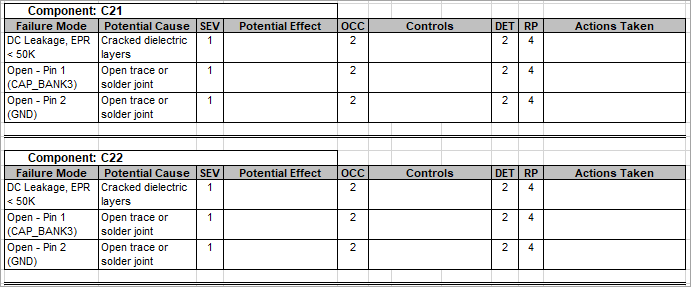 Component: C21
Failure Mode Potential Cause SEV Potential Effect OCC Controls DET RP Actions Taken
DC Leakage, EPR Cracked dielectric 1 2 2 4
< 50K layers
Open - Pin 1 Open trace or 1 2 2 4
(CAP_BANK3) solder joint
Open - Pin 2 Open trace or 1 2 2 4
(GND) solder joint
Component: C22
Failure Mode Potential Cause SEV Potential Effect OCC Controls DET RP Actions Taken
DC Leakage, EPR Cracked dielectric 1 2 2 4
< 50K layers
Open - Pin 1 Open trace or 1 2 2 4
(CAP_BANK3) solder joint
Open - Pin 2 Open trace or 1 2 2 4
(GND) solder joint